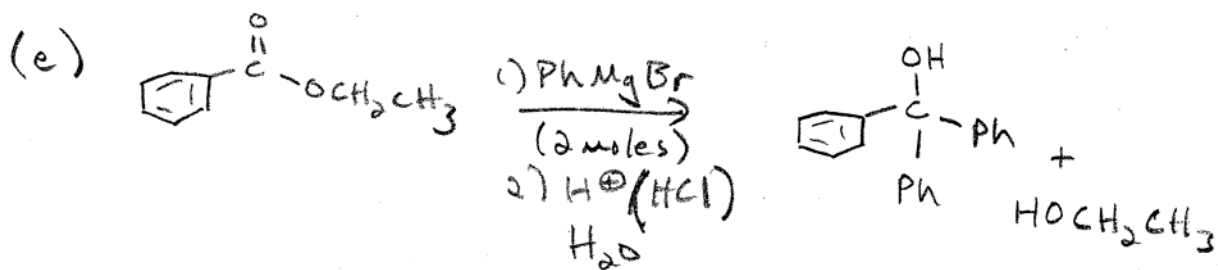 (e)
O
||
C
OCH₂CH₃
1) PhMgBr
(2 moles)
2) H⊕ (HCl)
H₂O
OH
C
Ph
Ph
+
HOCH₂CH₃